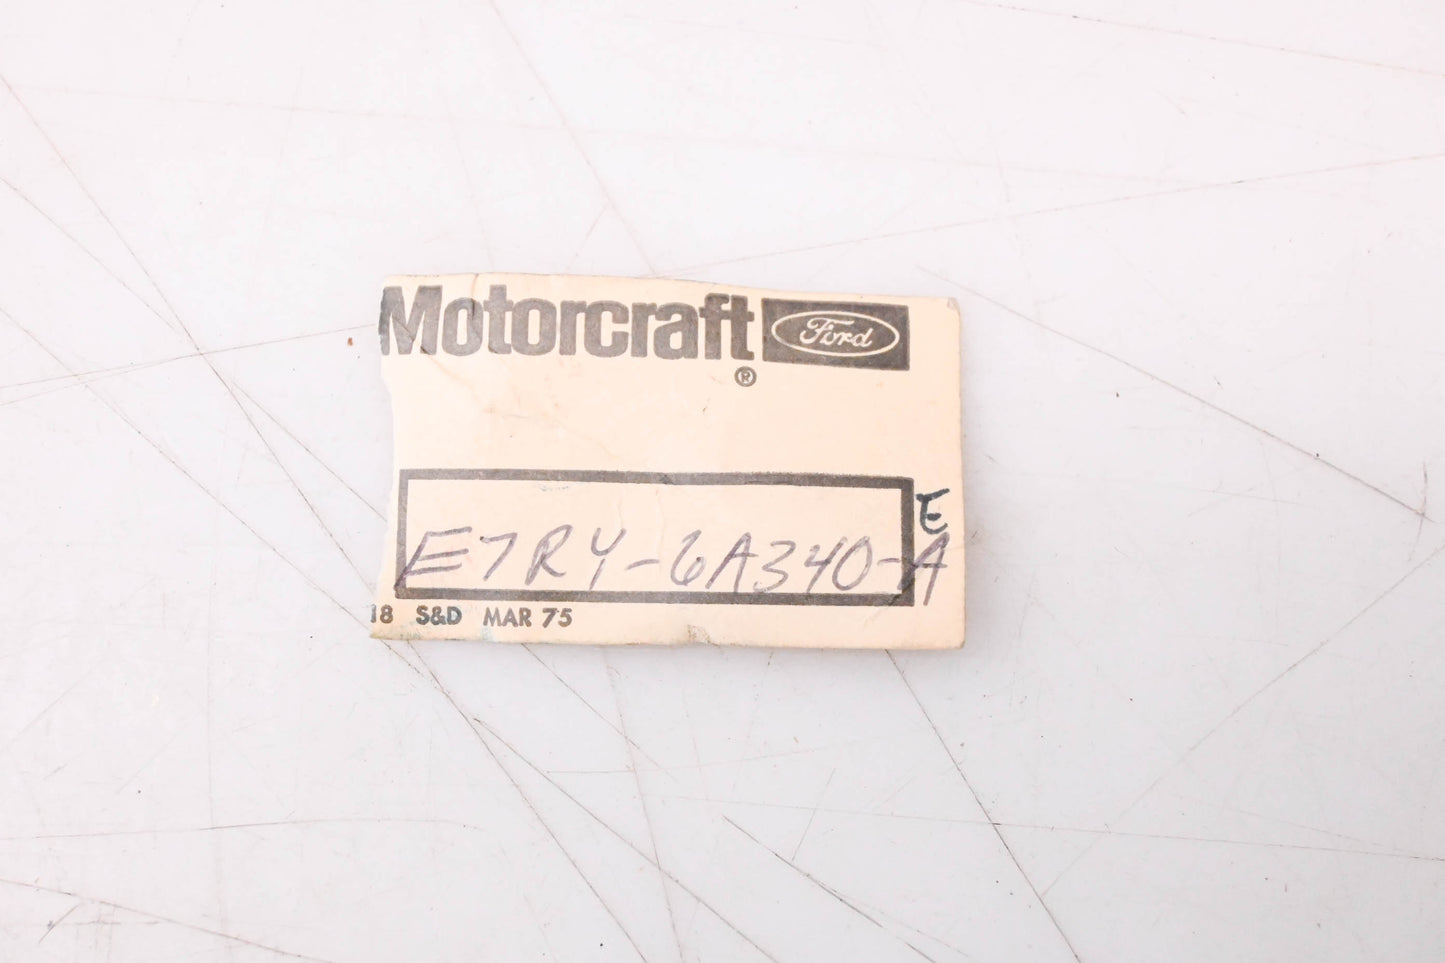 Motorcraft Ford
®
E
E7RY-6A340-A
18 S&D MAR 75